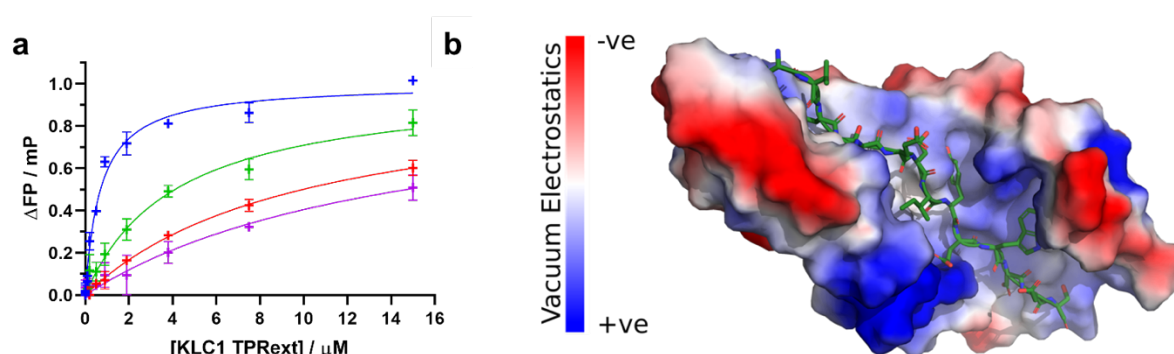 a
ΔFP / mP
1.0
0.8
0.6
0.4
0.2
0.0
0 2 4 6 8 10 12 14 16
[KLC1 TPRext] / μM
b
Vacuum Electrostatics
-ve
+ve